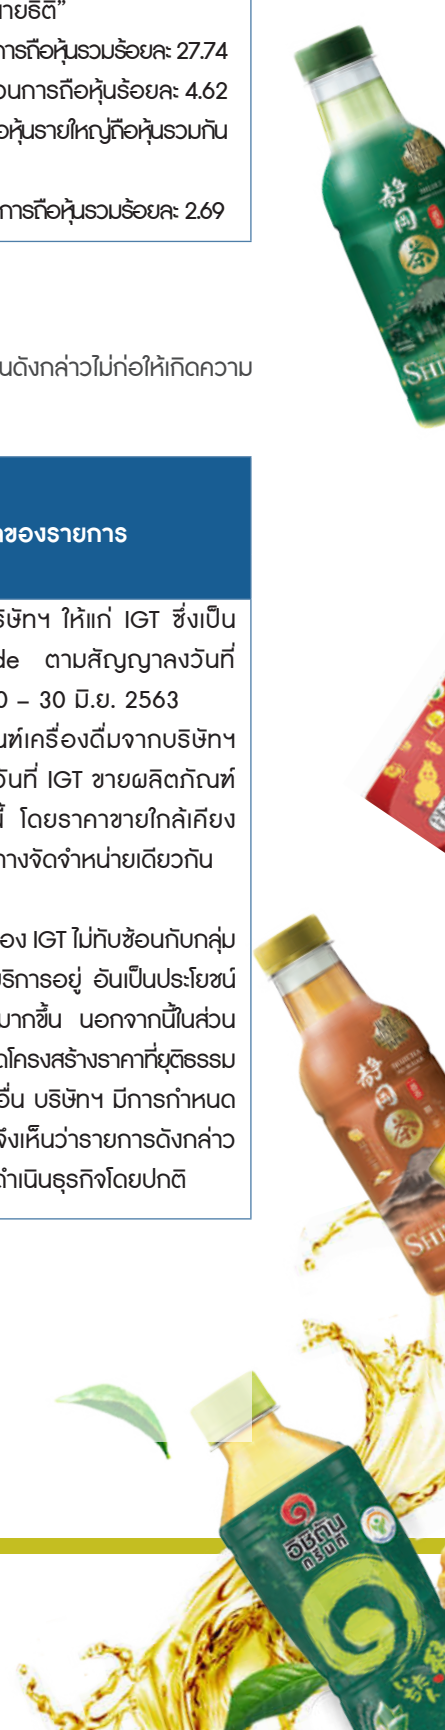 ายธิติ”
การถือหุ้นรวมร้อยละ 27.74
วนการถือหุ้นร้อยละ 4.62
อหุ้นรายใหญ่ถือหุ้นรวมกัน
การถือหุ้นรวมร้อยละ 2.69
นดังกล่าวไม่ก่อให้เกิดความ
ของรายการ
ริษัทฯ ให้แก่ IGT ซึ่งเป็น
de ตามสัญญาลงวันที่
0 – 30 มิ.ย. 2563
ณฑ์เครื่องดื่มจากบริษัทฯ
วันที่ IGT ขายผลิตภัณฑ์
นี้ โดยราคาขายใกล้เคียง
ทางจัดจำหน่ายเดียวกัน
อง IGT ไม่ทับซ้อนกับกลุ่ม
ริการอยู่ อันเป็นประโยชน์
มากขึ้น นอกจากนี้ในส่วน
ดโครงสร้างราคาที่ยุติธรรม
อื่น บริษัทฯ มีการกำหนด
จึงเห็นว่ารายการดังกล่าว
ดำเนินธุรกิจโดยปกติ
静岡
茶
SHI
静岡
茶
SHI
อิชิตัน
กรีนที